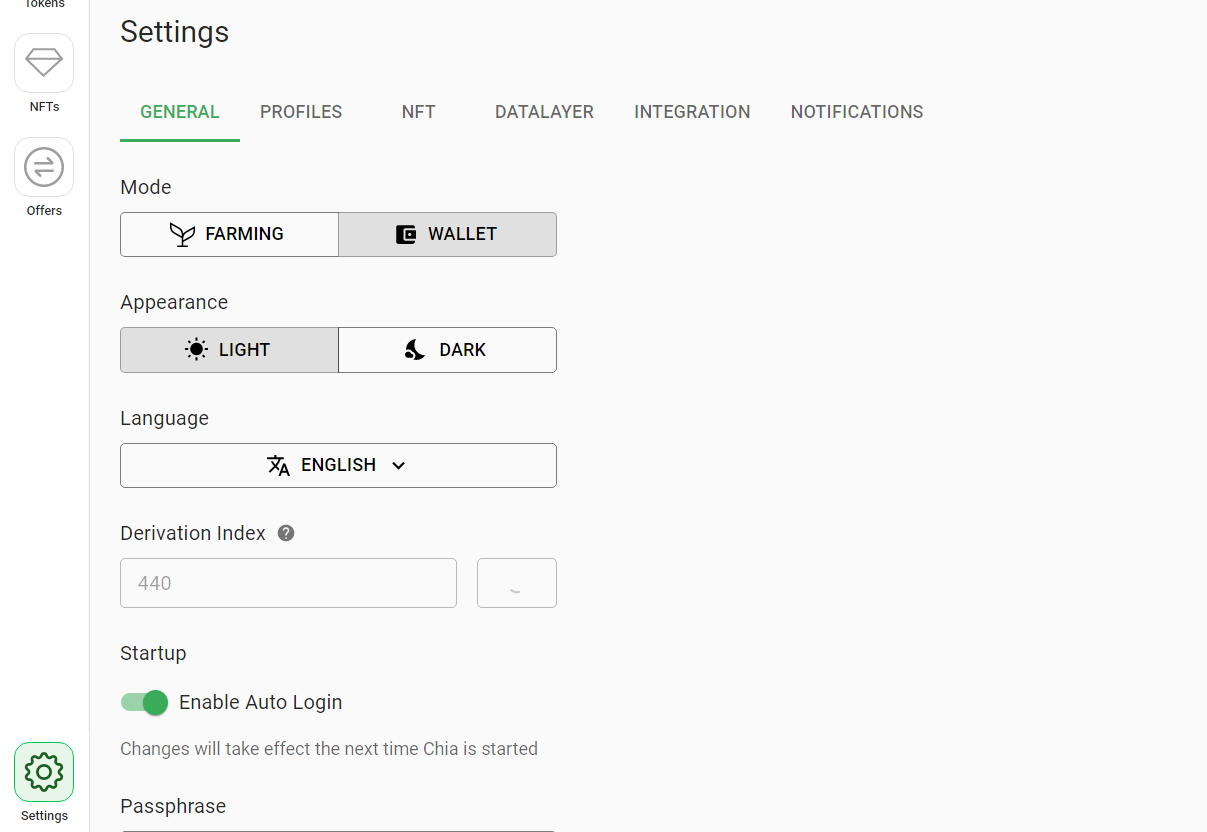 Tokens
NFTs
Offers
Settings
Settings
GENERAL PROFILES NFT DATALAYER INTEGRATION NOTIFICATIONS
Mode
FARMING WALLET
Appearance
LIGHT DARK
Language
ENGLISH
Derivation Index ?
440
Startup
Enable Auto Login
Changes will take effect the next time Chia is started
Passphrase